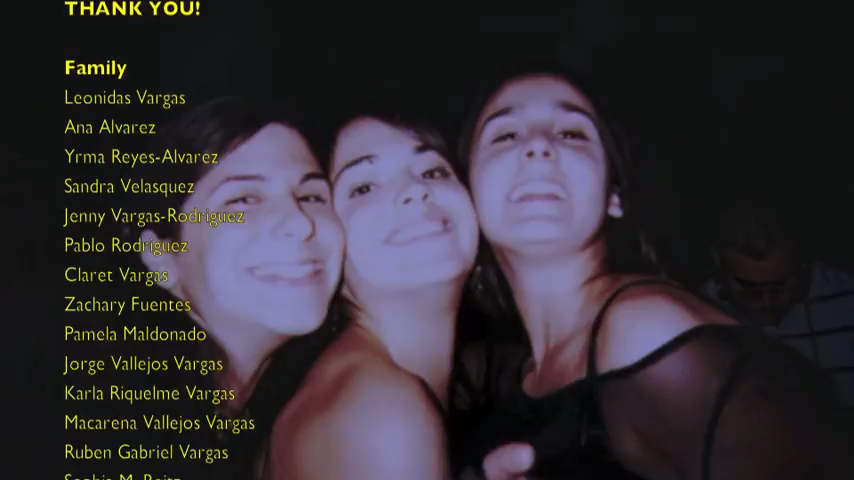 THANK YOU!
Family
Leonidas Vargas
Ana Alvarez
Yrma Reyes-Alvarez
Sandra Velasquez
Jenny Vargas-Rodriguez
Pablo Rodriguez
Claret Vargas
Zachary Fuentes
Pamela Maldonado
Jorge Vallejos Vargas
Karla Riquelme Vargas
Macarena Vallejos Vargas
Ruben Gabriel Vargas